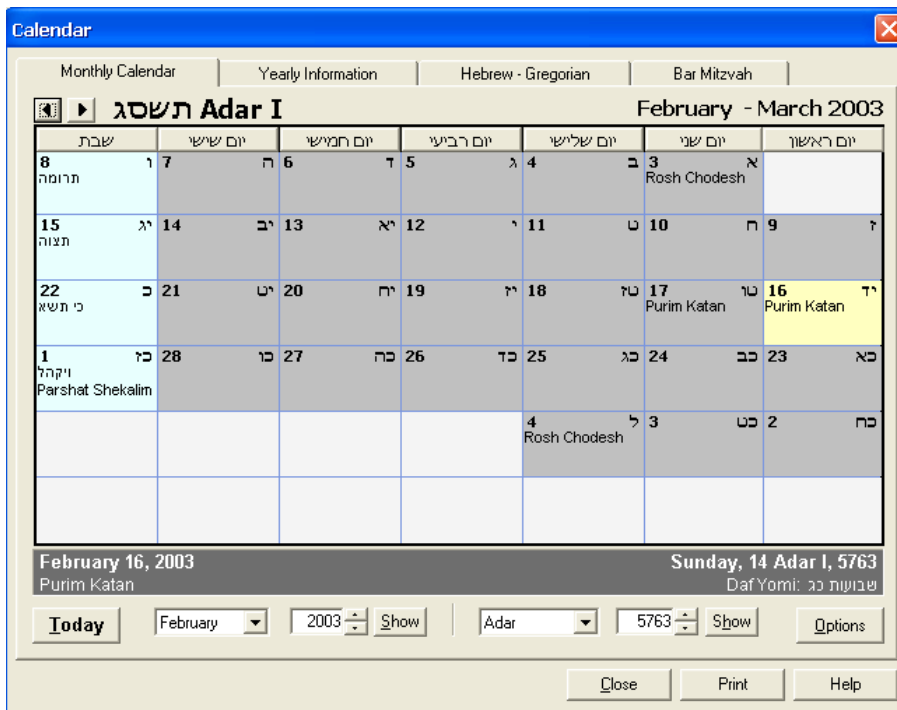 Calendar
Monthly Calendar
Yearly Information
Hebrew - Gregorian
Bar Mitzvah
תשסג Adar I
February - March 2003
יום ראשון
יום שני
יום שלישי
יום רביעי
יום חמישי
יום שישי
שבת
3 א
Rosh Chodesh
4 ב
5 ג
6 ד
7 ה
8 ו
תרומה
9 ז
10 ח
11 ט
12 י
13 יא
14 יב
15 יג
תצוה
16 יד
Purim Katan
17 טו
Purim Katan
18 טז
19 יז
20 יח
21 יט
22 כ
כי תשא
23 כא
24 כב
25 כג
26 כד
27 כה
28 כו
1 כז
ויקהל
Parshat Shekalim
2 כח
3 כט
4 ל
Rosh Chodesh
February 16, 2003
Sunday, 14 Adar I, 5763
Purim Katan
Daf Yomi: שבועות כג
Today
February
2003
Show
Adar
5763
Show
Options
Close
Print
Help